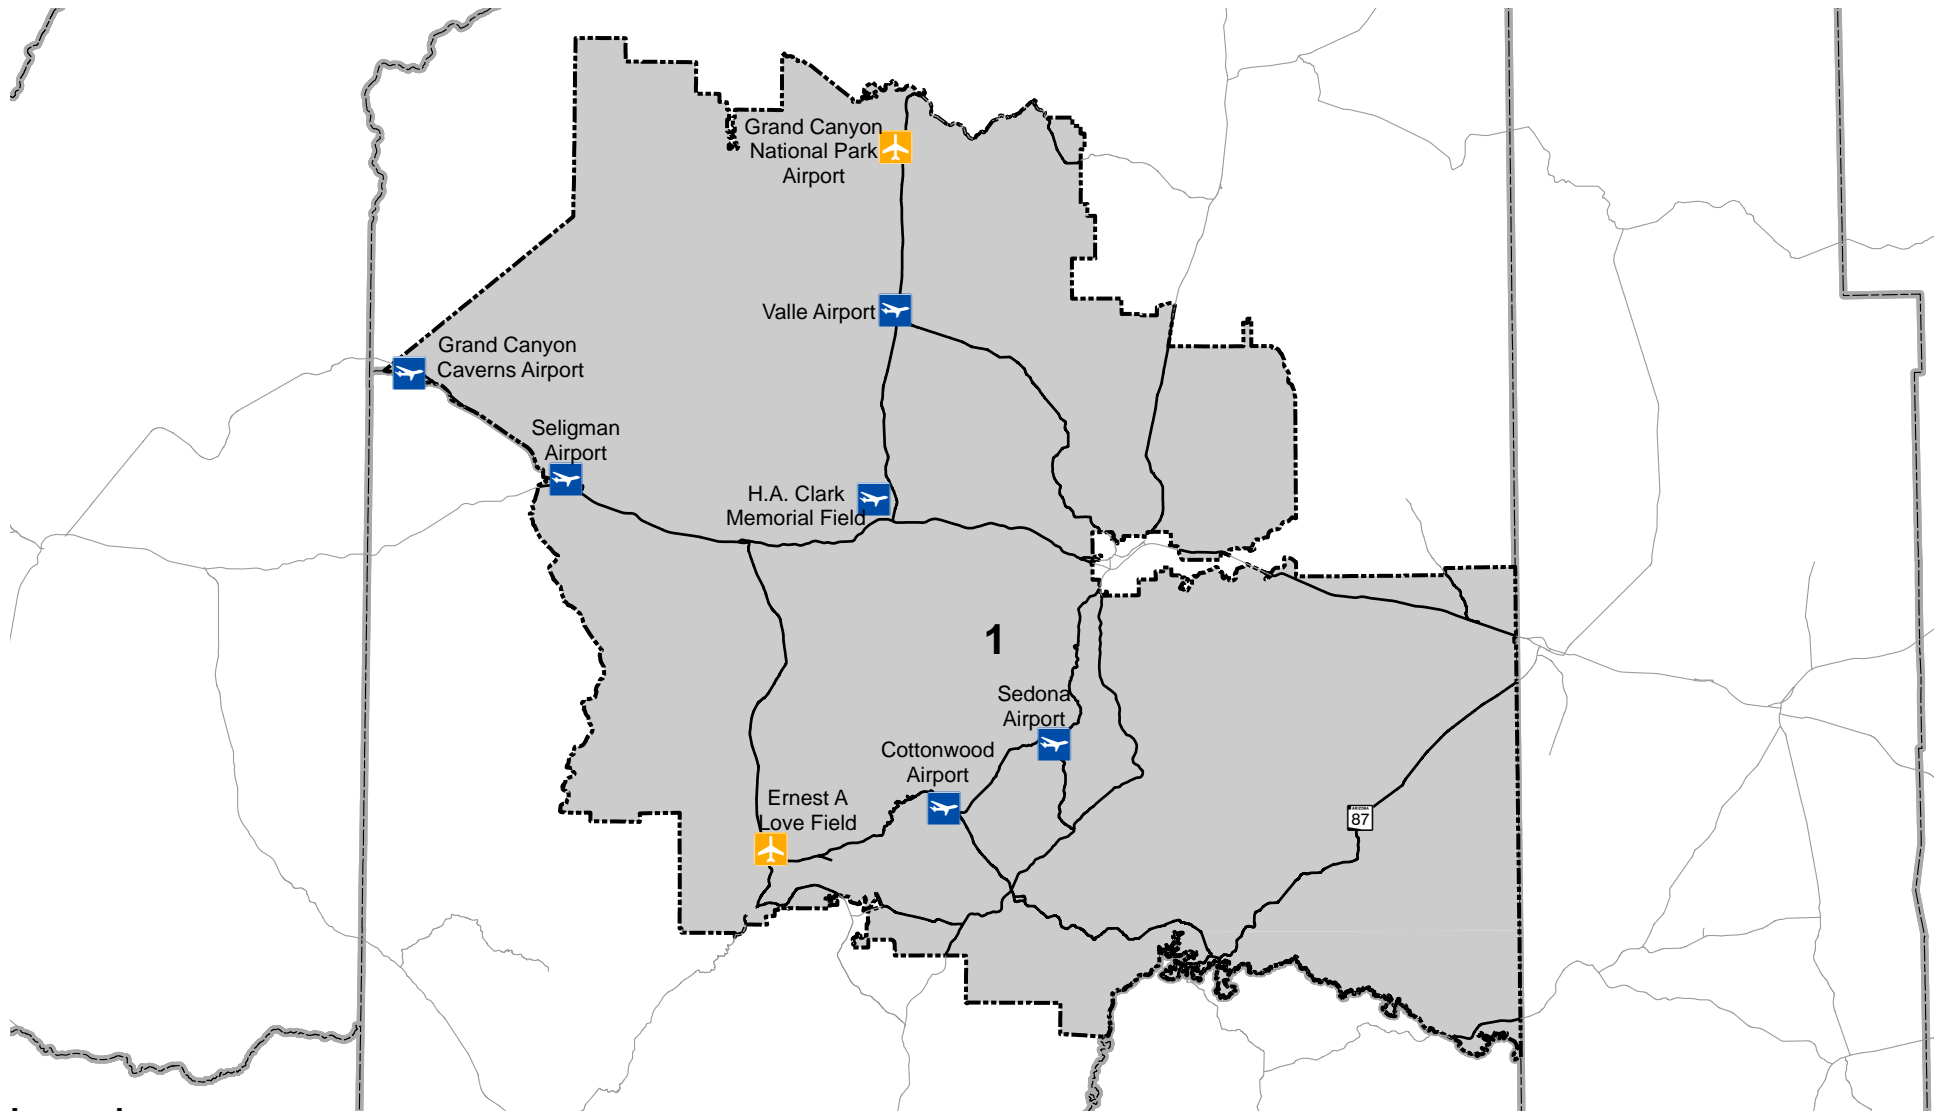 Grand Canyon
National Park
Airport
Valle Airport
Grand Canyon
Caverns Airport
Seligman
Airport
H.A. Clark
Memorial Field
1
Sedona
Airport
Cottonwood
Airport
Ernest A
Love Field
ARIZONA
87